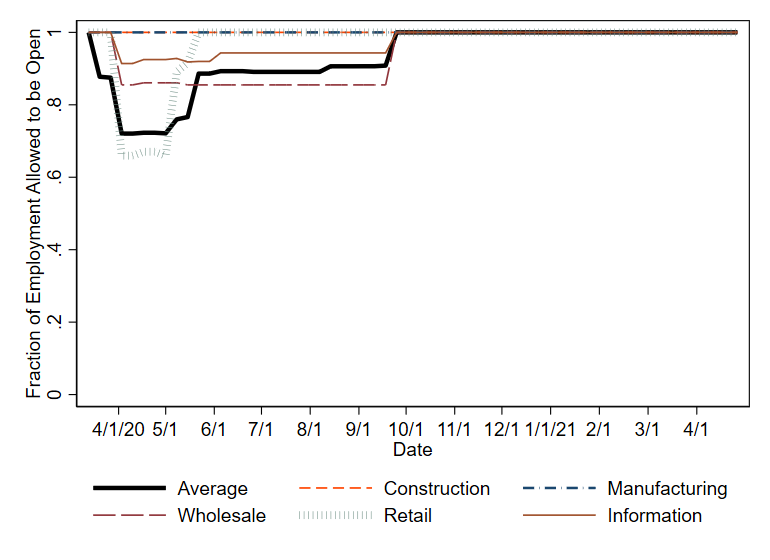 Fraction of Employment Allowed to be Open
1
.8
.6
.4
.2
0
4/1/20 5/1 6/1 7/1 8/1 9/1 10/1 11/1 12/1 1/1/21 2/1 3/1 4/1
Date
Average Construction Manufacturing
Wholesale Retail Information